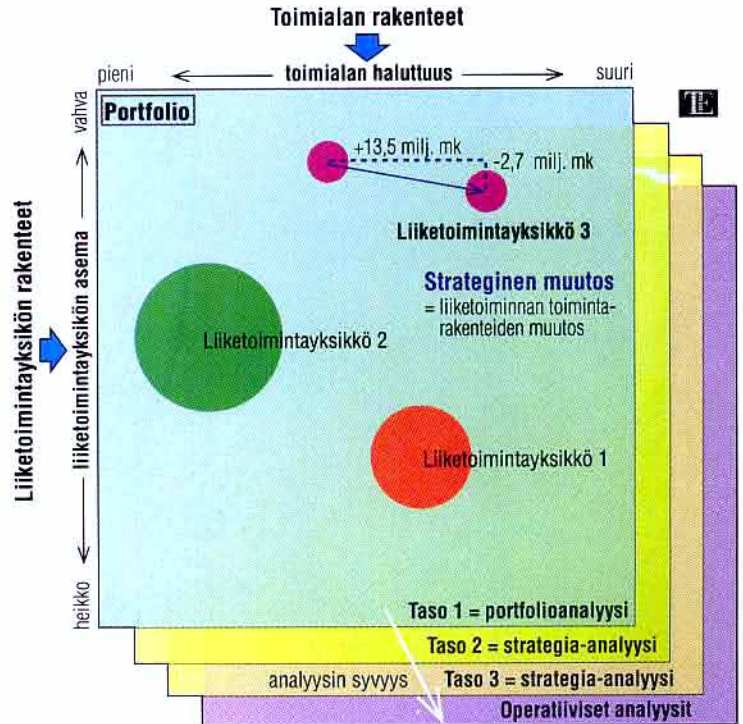 Toimialan rakenteet
pieni
toimialan haluttuus
suuri
vahva
Portfolio
TE
+13,5 milj. mk
-2,7 milj. mk
Liiketoimintayksikkö 3
Strateginen muutos
= liiketoiminnan toiminta-
rakenteiden muutos
Liiketoimintayksikön rakenteet
liiketoimintayksikön asema
Liiketoimintayksikkö 2
Liiketoimintayksikkö 1
heikko
Taso 1 = portfolioanalyysi
Taso 2 = strategia-analyysi
analyysin syvyys
Taso 3 = strategia-analyysi
Operatiiviset analyysit